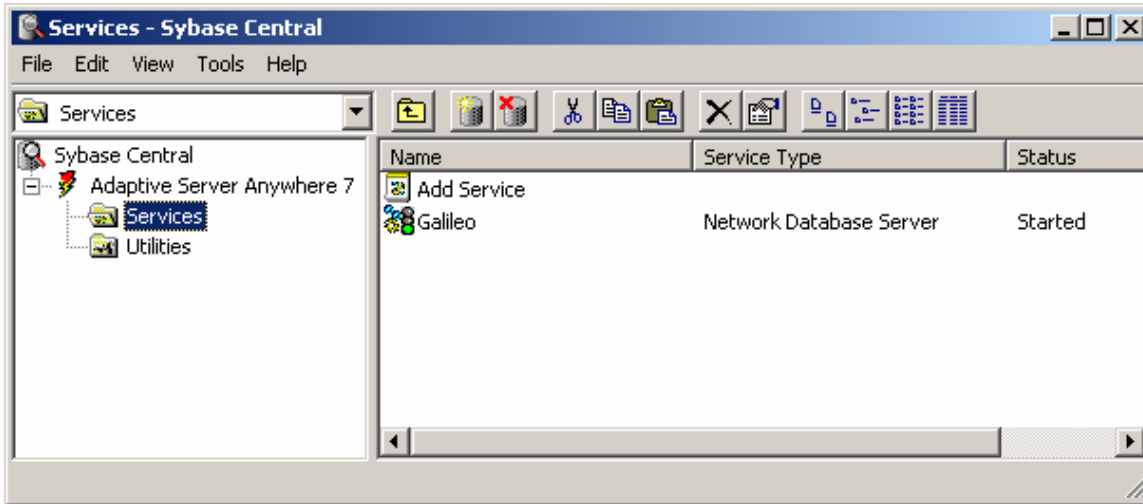 Services - Sybase Central
File Edit View Tools Help
Services
Sybase Central
Adaptive Server Anywhere 7
Services
Utilities
Name Service Type Status
Add Service
Galileo Network Database Server Started